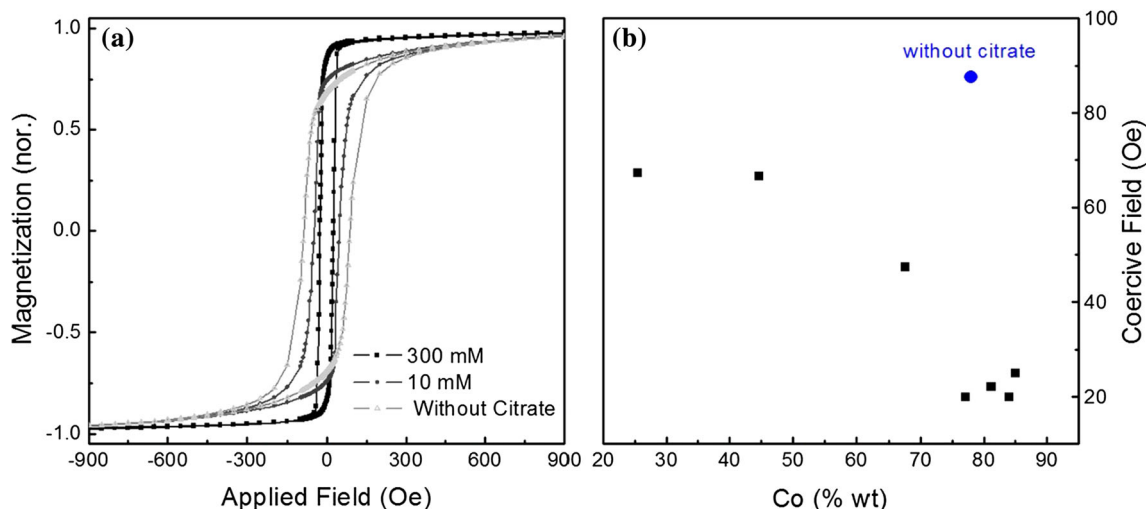 (a)
1.0
0.5
0.0
-0.5
-1.0
Magnetization (nor.)
-900
-600
-300
0
300
600
900
Applied Field (Oe)
300 mM
10 mM
Without Citrate
(b)
without citrate
100
80
60
40
20
Coercive Field (Oe)
20
30
40
50
60
70
80
90
Co (% wt)